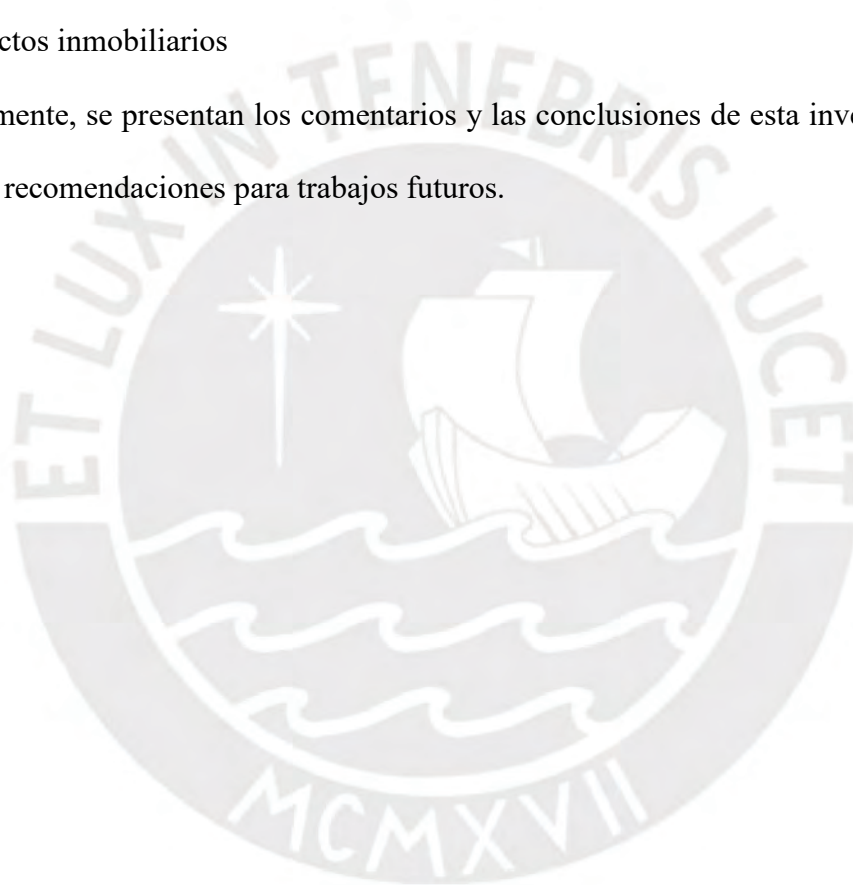 ctos inmobiliarios
mente, se presentan los comentarios y las conclusiones de esta inve
recomendaciones para trabajos futuros.
ET LUX IN TENEBRIS LUCET
MCMXVII